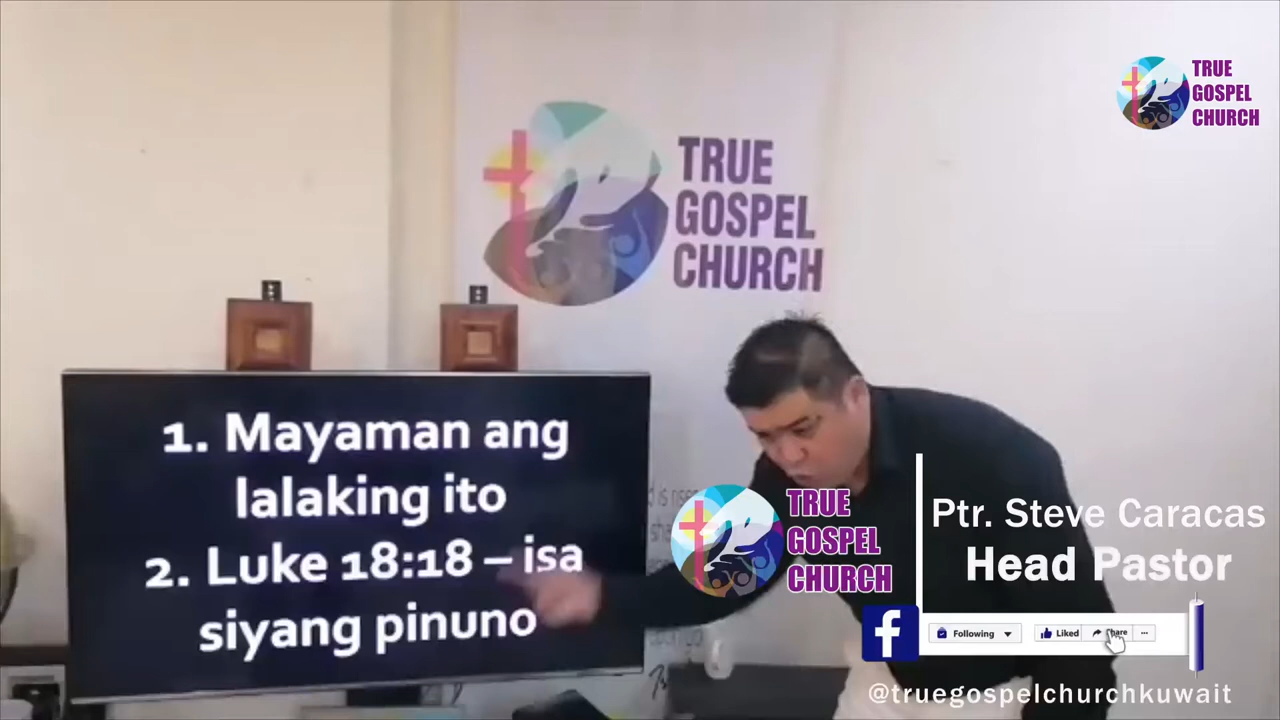 TRUE
GOSPEL
CHURCH
TRUE
GOSPEL
CHURCH
1. Mayaman ang
lalaking ito
2. Luke 18:18 – isa
siyang pinuno
TRUE
GOSPEL
CHURCH
Ptr. Steve Caracas
Head Pastor
Following
Liked
Share
@truegospelchurchkuwait